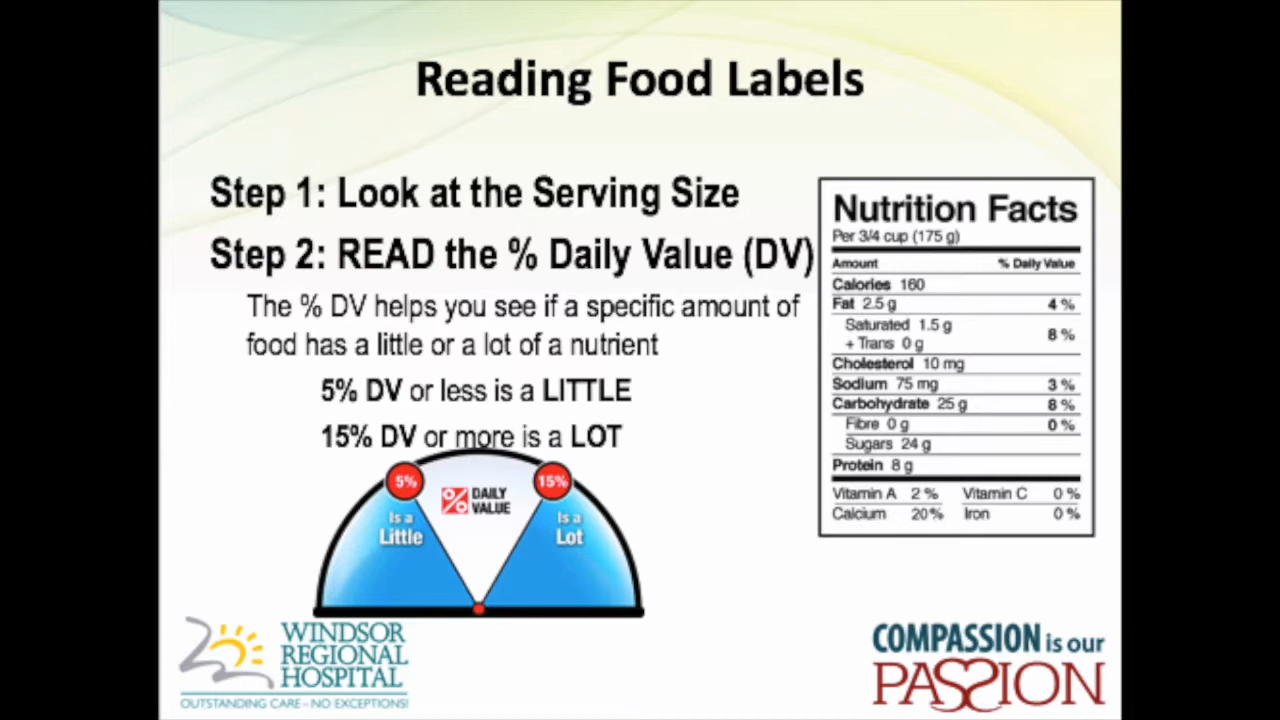 Reading Food Labels
Step 1: Look at the Serving Size
Step 2: READ the % Daily Value (DV)
The % DV helps you see if a specific amount of
food has a little or a lot of a nutrient
5% DV or less is a LITTLE
15% DV or more is a LOT
5%
Is a
Little
% DAILY
VALUE
15%
Is a
Lot
Nutrition Facts
Per 3/4 cup (175 g)
Amount % Daily Value
Calories 160
Fat 2.5 g 4 %
Saturated 1.5 g
+ Trans 0 g 8 %
Cholesterol 10 mg
Sodium 75 mg 3 %
Carbohydrate 25 g 8 %
Fibre 0 g 0 %
Sugars 24 g
Protein 8 g
Vitamin A 2 % Vitamin C 0 %
Calcium 20 % Iron 0 %
WINDSOR
REGIONAL
HOSPITAL
OUTSTANDING CARE – NO EXCEPTIONS!
COMPASSION is our
PASSION